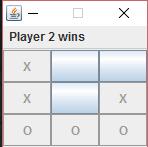 Player 2 wins
X
X X
O O O